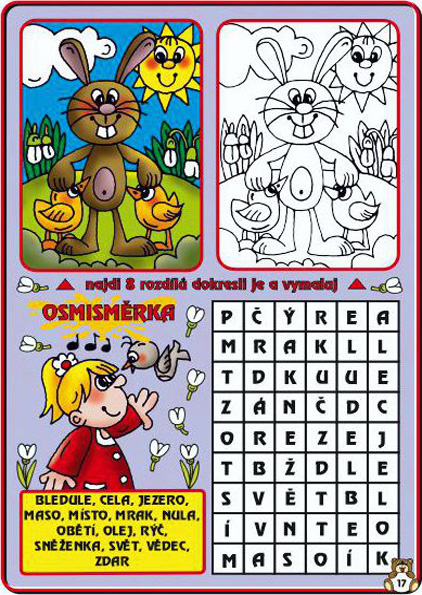 najdi 8 rozdílů dokresli je a vymaluj
OSMISMĚRKA
P Č Ý R E A
M R A K L L
T D K U U E
Z Á N Č D C
O R E Z E J
T B Ž D L E
S V Ě T B L
Í V N T E O
M A S O Í K
BLEDULE, CELA, JEZERO,
MASO, MÍSTO, MRAK, NULA,
OBĚTÍ, OLEJ, RÝČ,
SNĚŽENKA, SVĚT, VĚDEC,
ZDAR
17